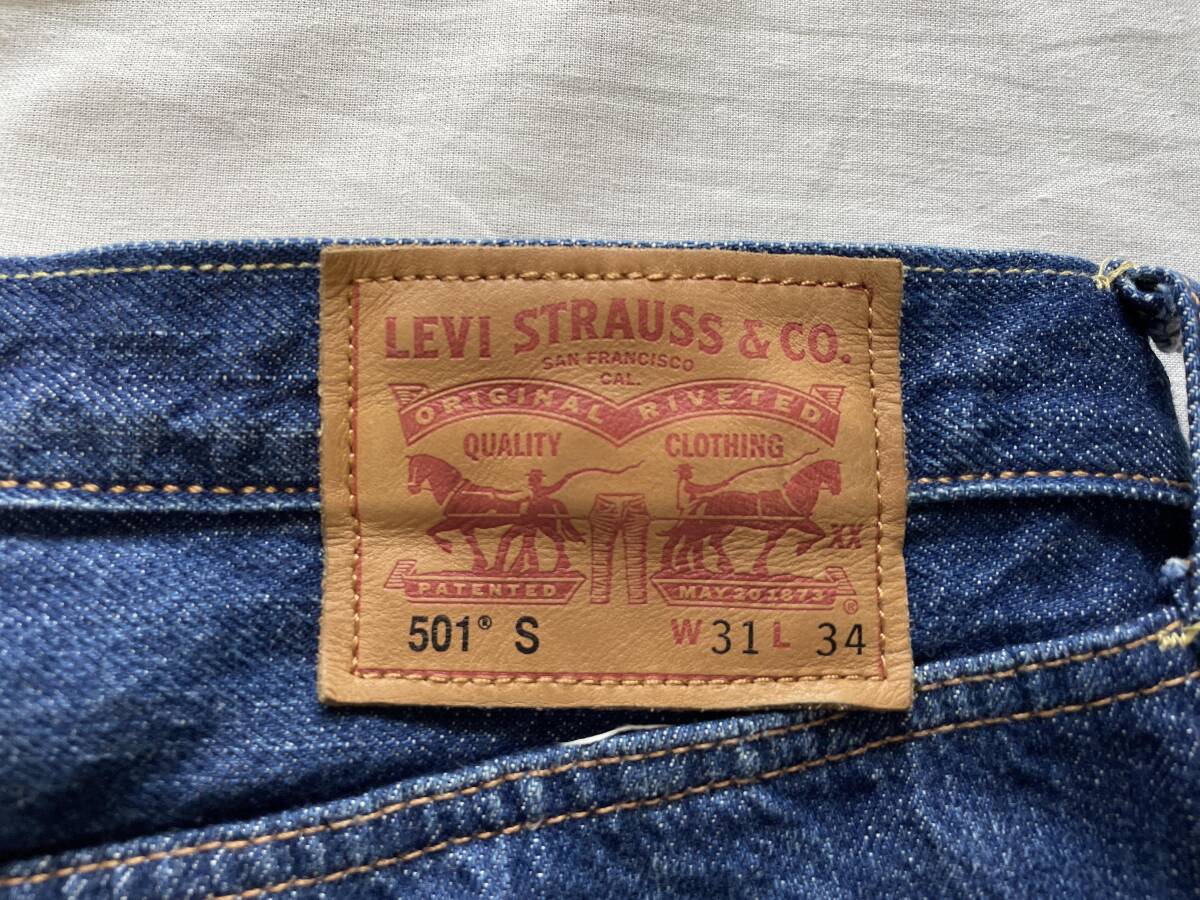 LEVI STRAUSS & CO.
SAN FRANCISCO
CAL.
ORIGINAL RIVETED
QUALITY CLOTHING
XX
PATENTED MAY 20 1873 ®
501® S W 31 L 34